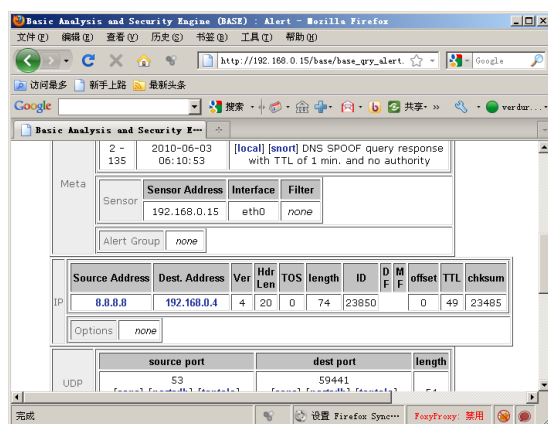 Basic Analysis and Security Engine (BASE) : Alert - Mozilla Firefox
文件(F) 编辑(E) 查看(V) 历史(S) 书签(B) 工具(T) 帮助(H)
http://192.168.0.15/base/base_qry_alert. Google
访问最多 新手上路 最新头条
Google 搜索 共享· » verdur...
Basic Analysis and Security E···
2 - 2010-06-03 [local] [snort] DNS SPOOF query response
135 06:10:53 with TTL of 1 min. and no authority
Meta
Sensor Sensor Address Interface Filter
192.168.0.15 eth0 none
Alert Group none
IP Source Address Dest. Address Ver Hdr Len TOS length ID DF MF offset TTL chksum
8.8.8.8 192.168.0.4 4 20 0 74 23850 0 49 23485
Options none
source port dest port length
UDP 53 59441
完成 设置 Firefox Sync··· FoxyProxy: 禁用